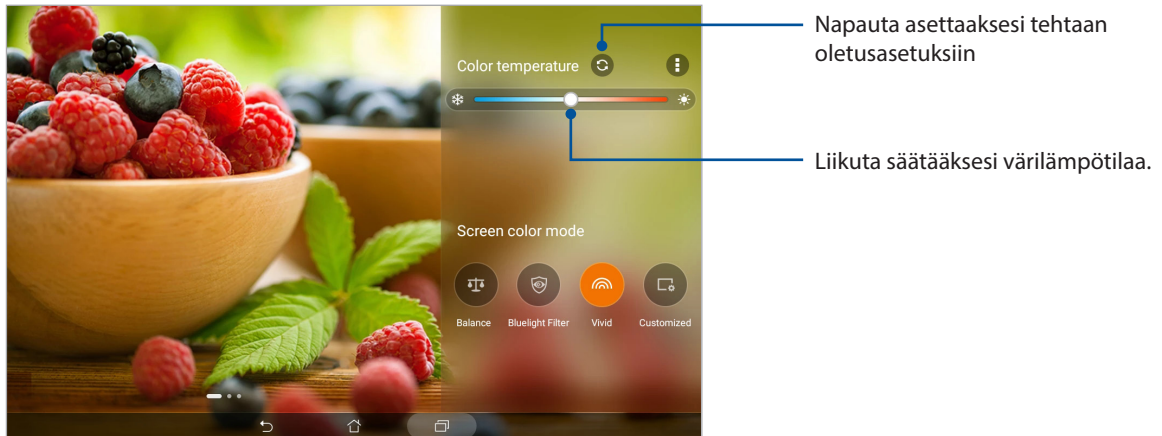 Napauta asettaaksesi tehtaan
oletusasetuksiin
Color temperature
Liikuta säätääksesi värilämpötilaa.
Screen color mode
Balance
Bluelight Filter
Vivid
Customized